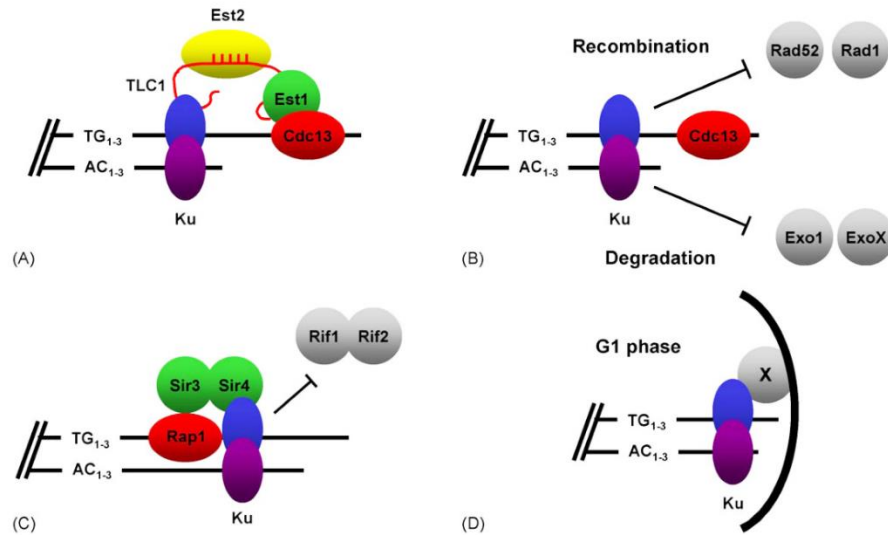 Est2
TLC1
Est1
TG1-3
Cdc13
AC1-3
Ku
(A)
Recombination
Rad52 Rad1
TG1-3
Cdc13
AC1-3
Ku
Exo1 ExoX
Degradation
(B)
Rif1 Rif2
Sir3 Sir4
TG1-3
Rap1
AC1-3
Ku
(C)
G1 phase
X
TG1-3
AC1-3
Ku
(D)